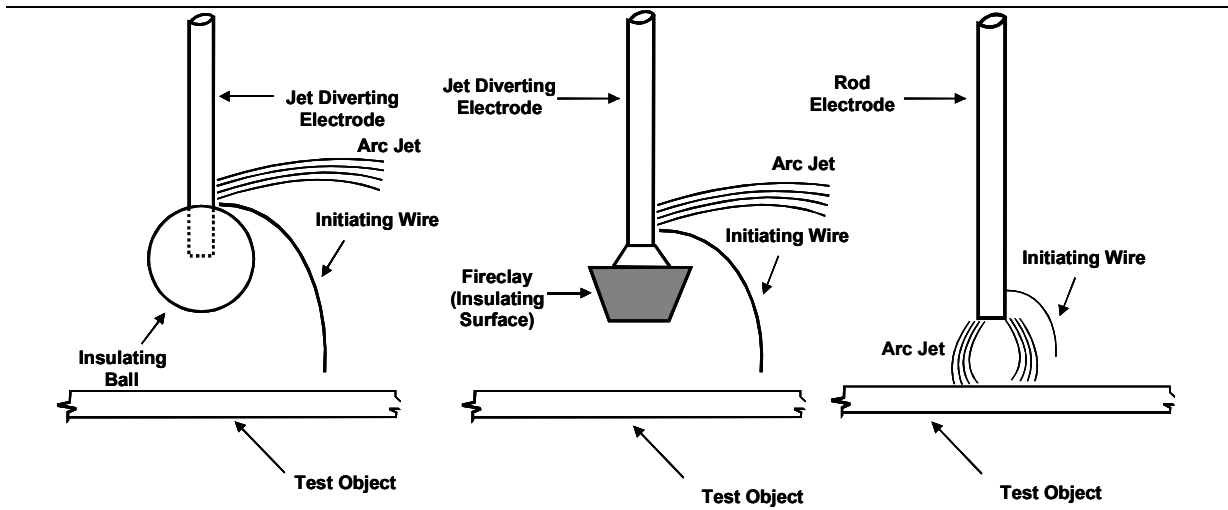 Jet Diverting
Electrode
Arc Jet
Initiating Wire
Insulating
Ball
Test Object
Jet Diverting
Electrode
Arc Jet
Initiating Wire
Fireclay
(Insulating
Surface)
Test Object
Rod
Electrode
Initiating Wire
Arc Jet
Test Object